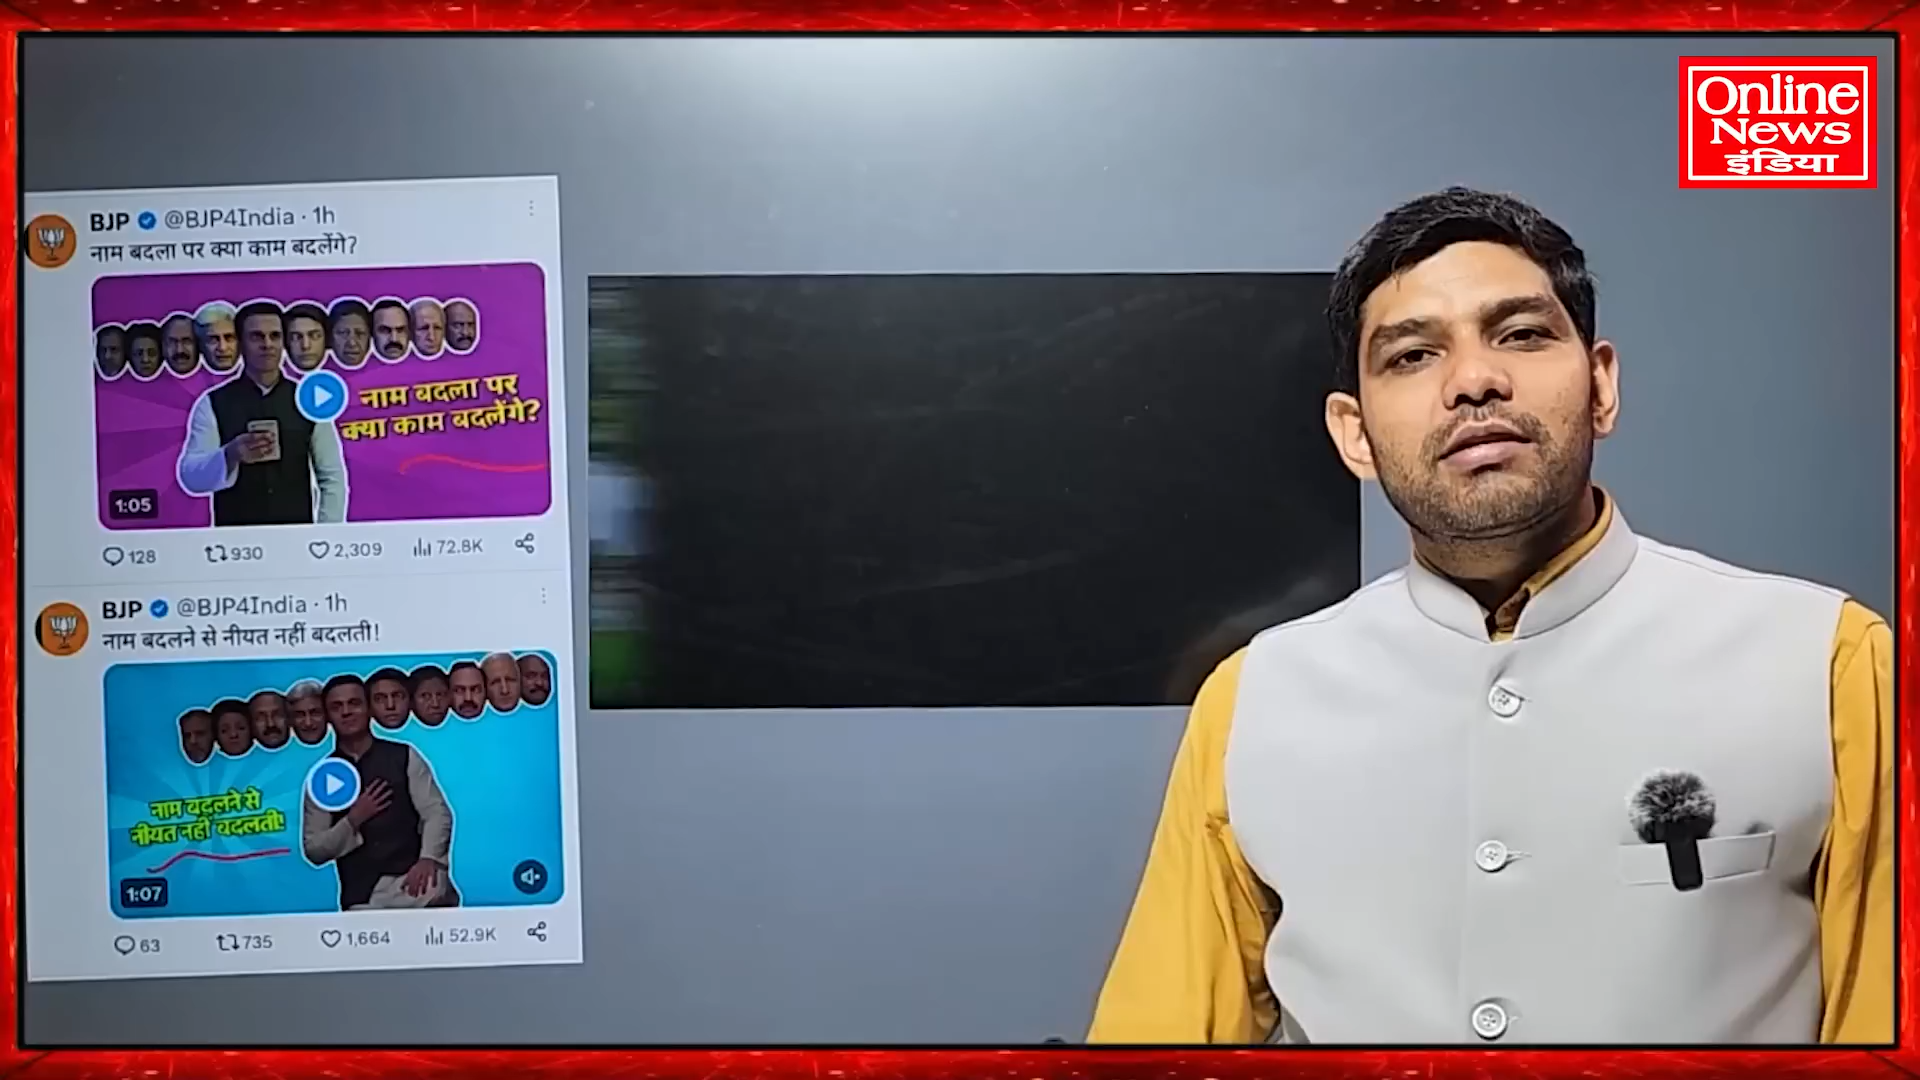 Online
News
इंडिया
BJP @BJP4India · 1h
नाम बदला पर क्या काम बदलेंगे?
नाम बदला पर
क्या काम बदलेंगे?
1:05
128 930 2,309 72.8K
BJP @BJP4India · 1h
नाम बदलने से नीयत नहीं बदलती!
नाम बदलने से
नीयत नहीं बदलती!
1:07
63 735 1,664 52.9K